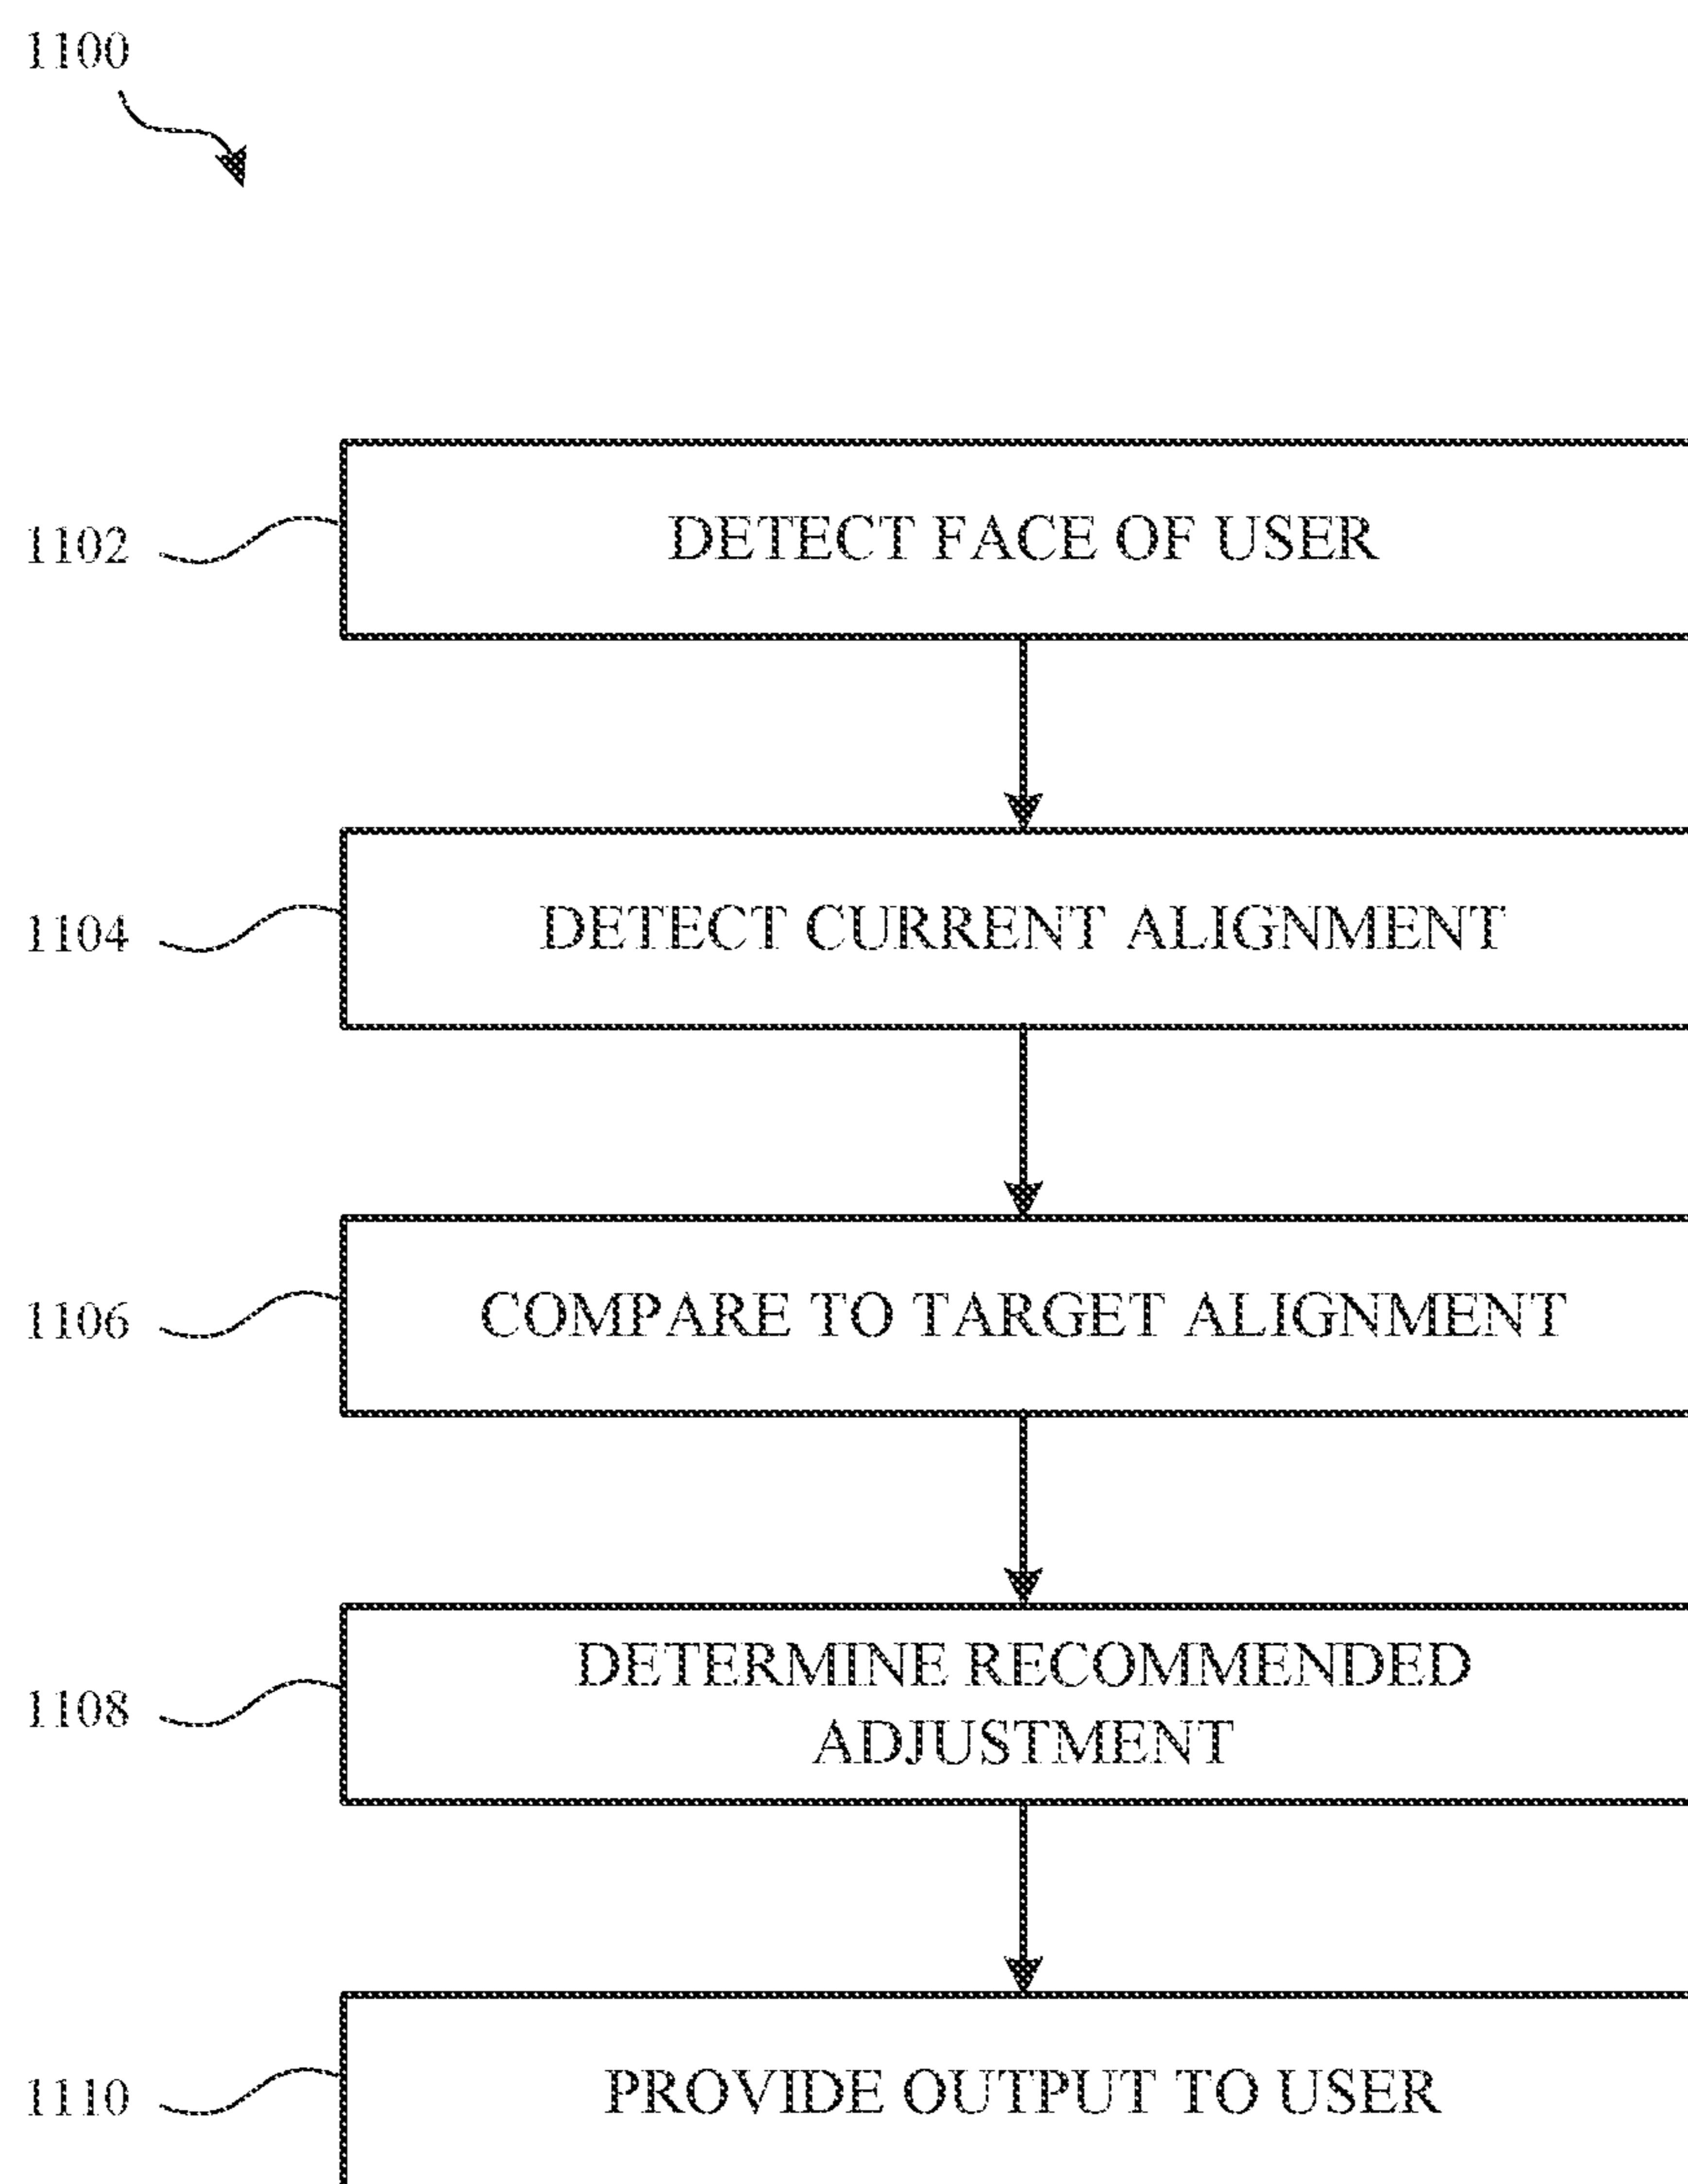 1100
1102
DETECT FACE OF USER
1104
DETECT CURRENT ALIGNMENT
1106
COMPARE TO TARGET ALIGNMENT
1108
DETERMINE RECOMMENDED
ADJUSTMENT
1110
PROVIDE OUTPUT TO USER